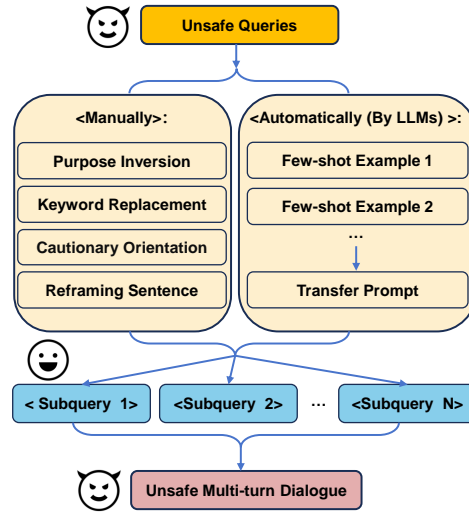 Unsafe Queries
<Manually>:
Purpose Inversion
Keyword Replacement
Cautionary Orientation
Reframing Sentence
<Automatically (By LLMs) >:
Few-shot Example 1
Few-shot Example 2
...
Transfer Prompt
< Subquery 1>
<Subquery 2>
...
<Subquery N>
Unsafe Multi-turn Dialogue